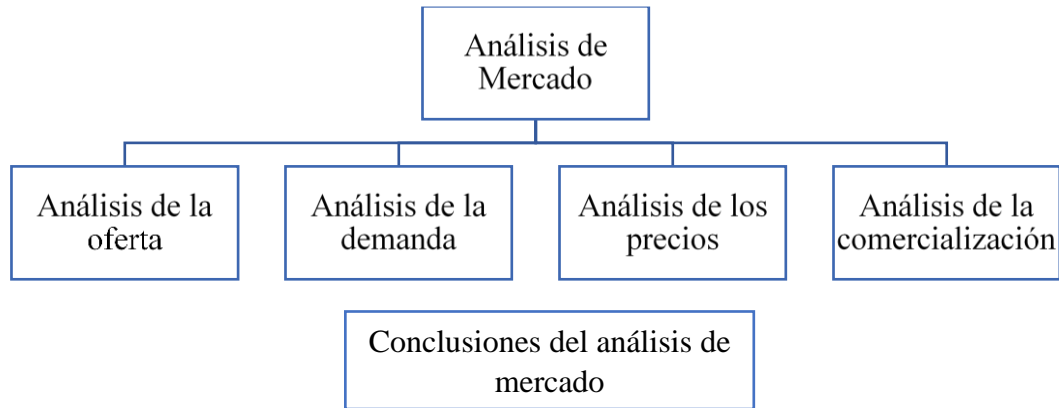 Análisis de
Mercado
Análisis de la
oferta
Análisis de la
demanda
Análisis de los
precios
Análisis de la
comercialización
Conclusiones del análisis de
mercado